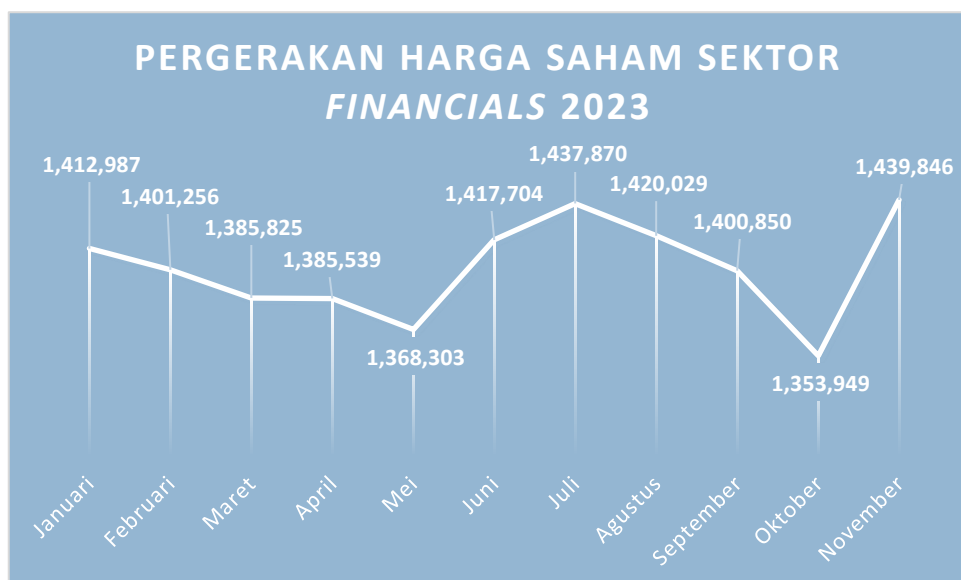 PERGERAKAN HARGA SAHAM SEKTOR
FINANCIALS 2023
1,412,987
1,401,256
1,385,825
1,385,539
1,368,303
1,417,704
1,437,870
1,420,029
1,400,850
1,353,949
1,439,846
Januari
Februari
Maret
April
Mei
Juni
Juli
Agustus
September
Oktober
November